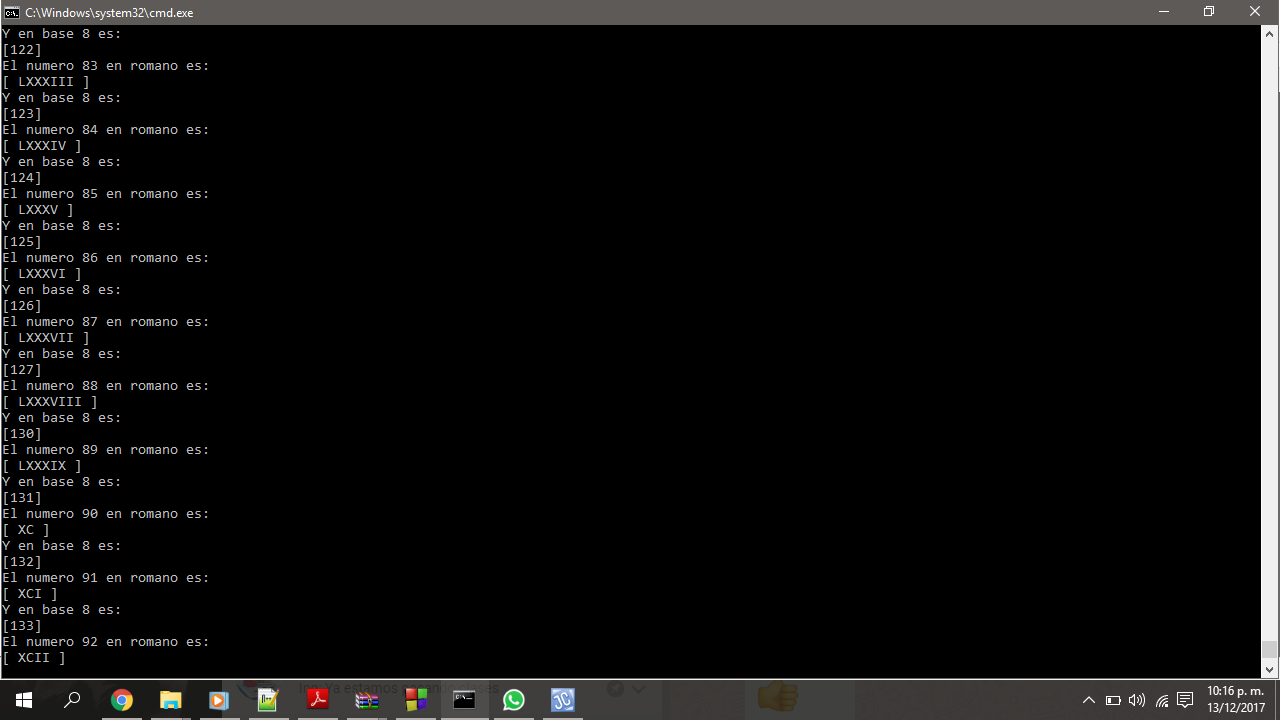 C:\Windows\system32\cmd.exe
Y en base 8 es:
[122]
El numero 83 en romano es:
[ LXXXIII ]
Y en base 8 es:
[123]
El numero 84 en romano es:
[ LXXXIV ]
Y en base 8 es:
[124]
El numero 85 en romano es:
[ LXXXV ]
Y en base 8 es:
[125]
El numero 86 en romano es:
[ LXXXVI ]
Y en base 8 es:
[126]
El numero 87 en romano es:
[ LXXXVII ]
Y en base 8 es:
[127]
El numero 88 en romano es:
[ LXXXVIII ]
Y en base 8 es:
[130]
El numero 89 en romano es:
[ LXXXIX ]
Y en base 8 es:
[131]
El numero 90 en romano es:
[ XC ]
Y en base 8 es:
[132]
El numero 91 en romano es:
[ XCI ]
Y en base 8 es:
[133]
El numero 92 en romano es:
[ XCII ]
Ing: Ya estamos
10:16 p. m.
13/12/2017